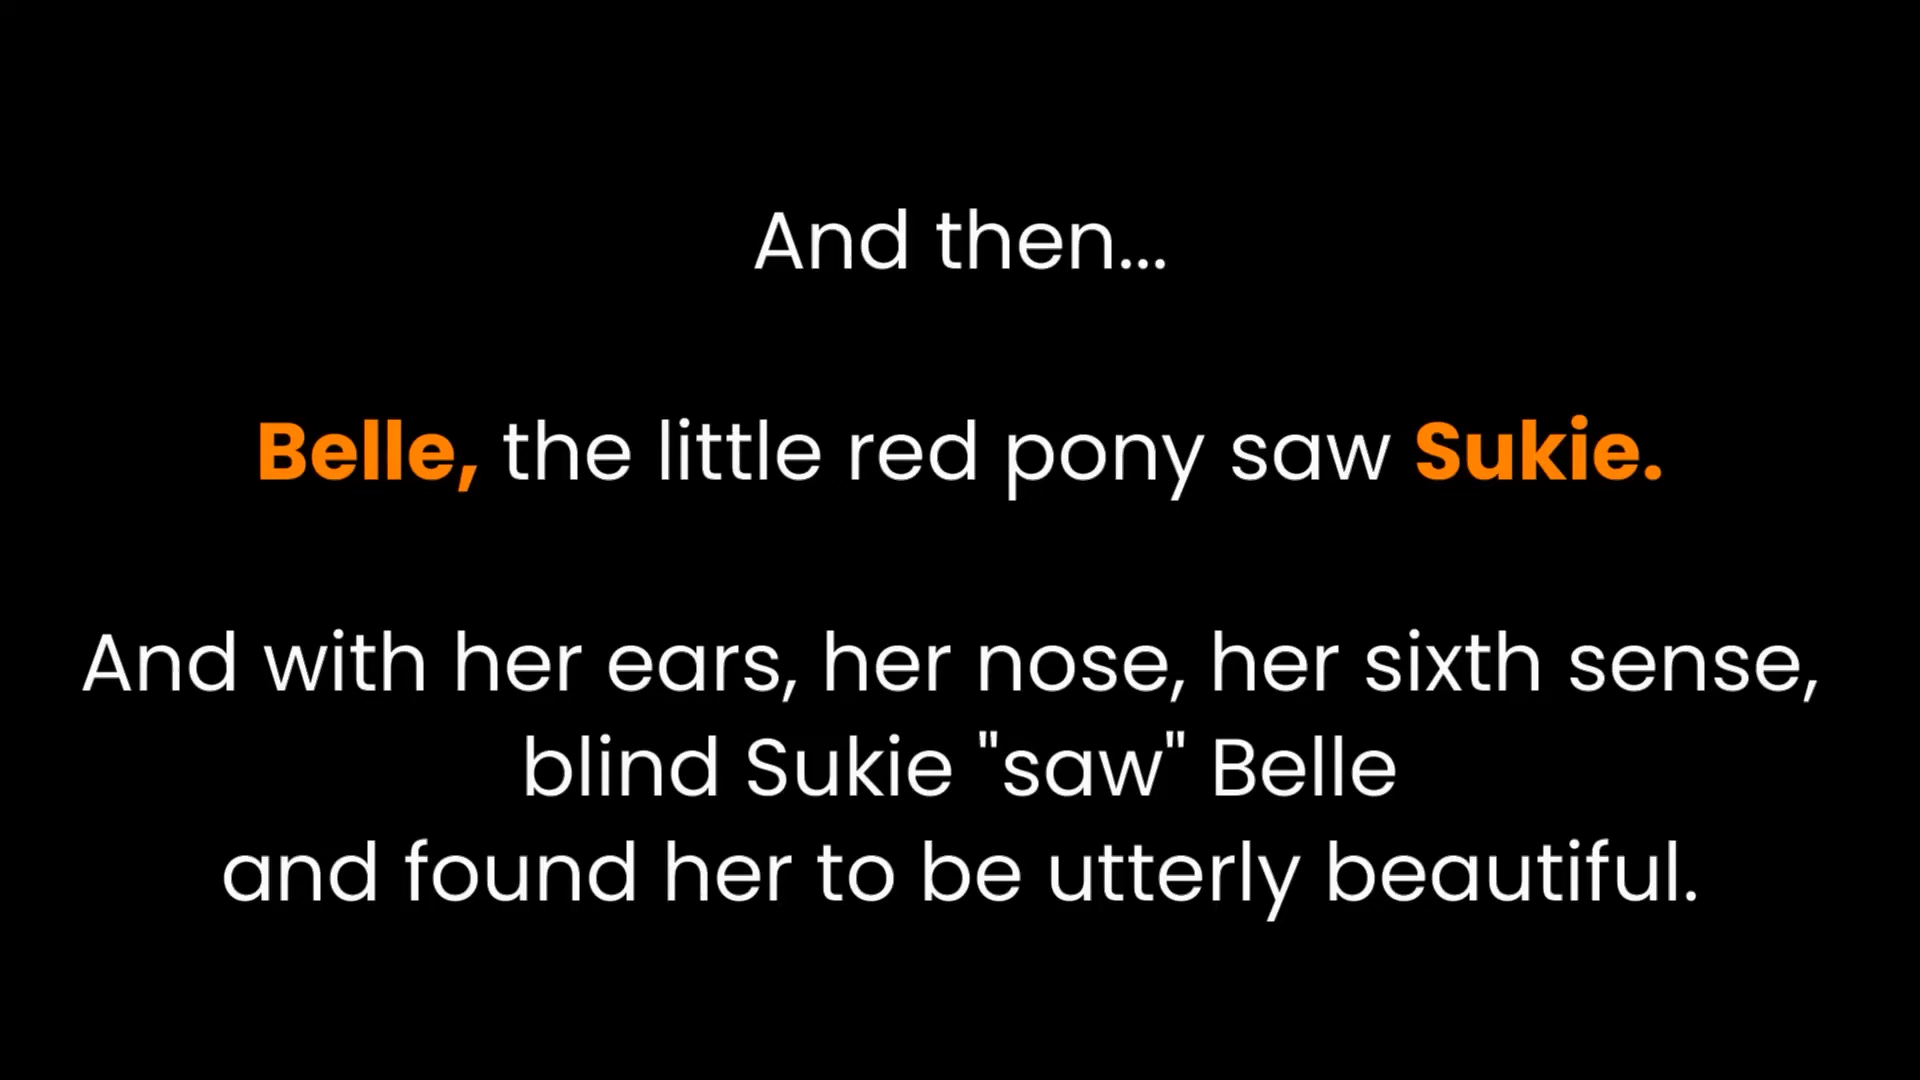 And then...
Belle, the little red pony saw Sukie.
And with her ears, her nose, her sixth sense,
blind Sukie "saw" Belle
and found her to be utterly beautiful.